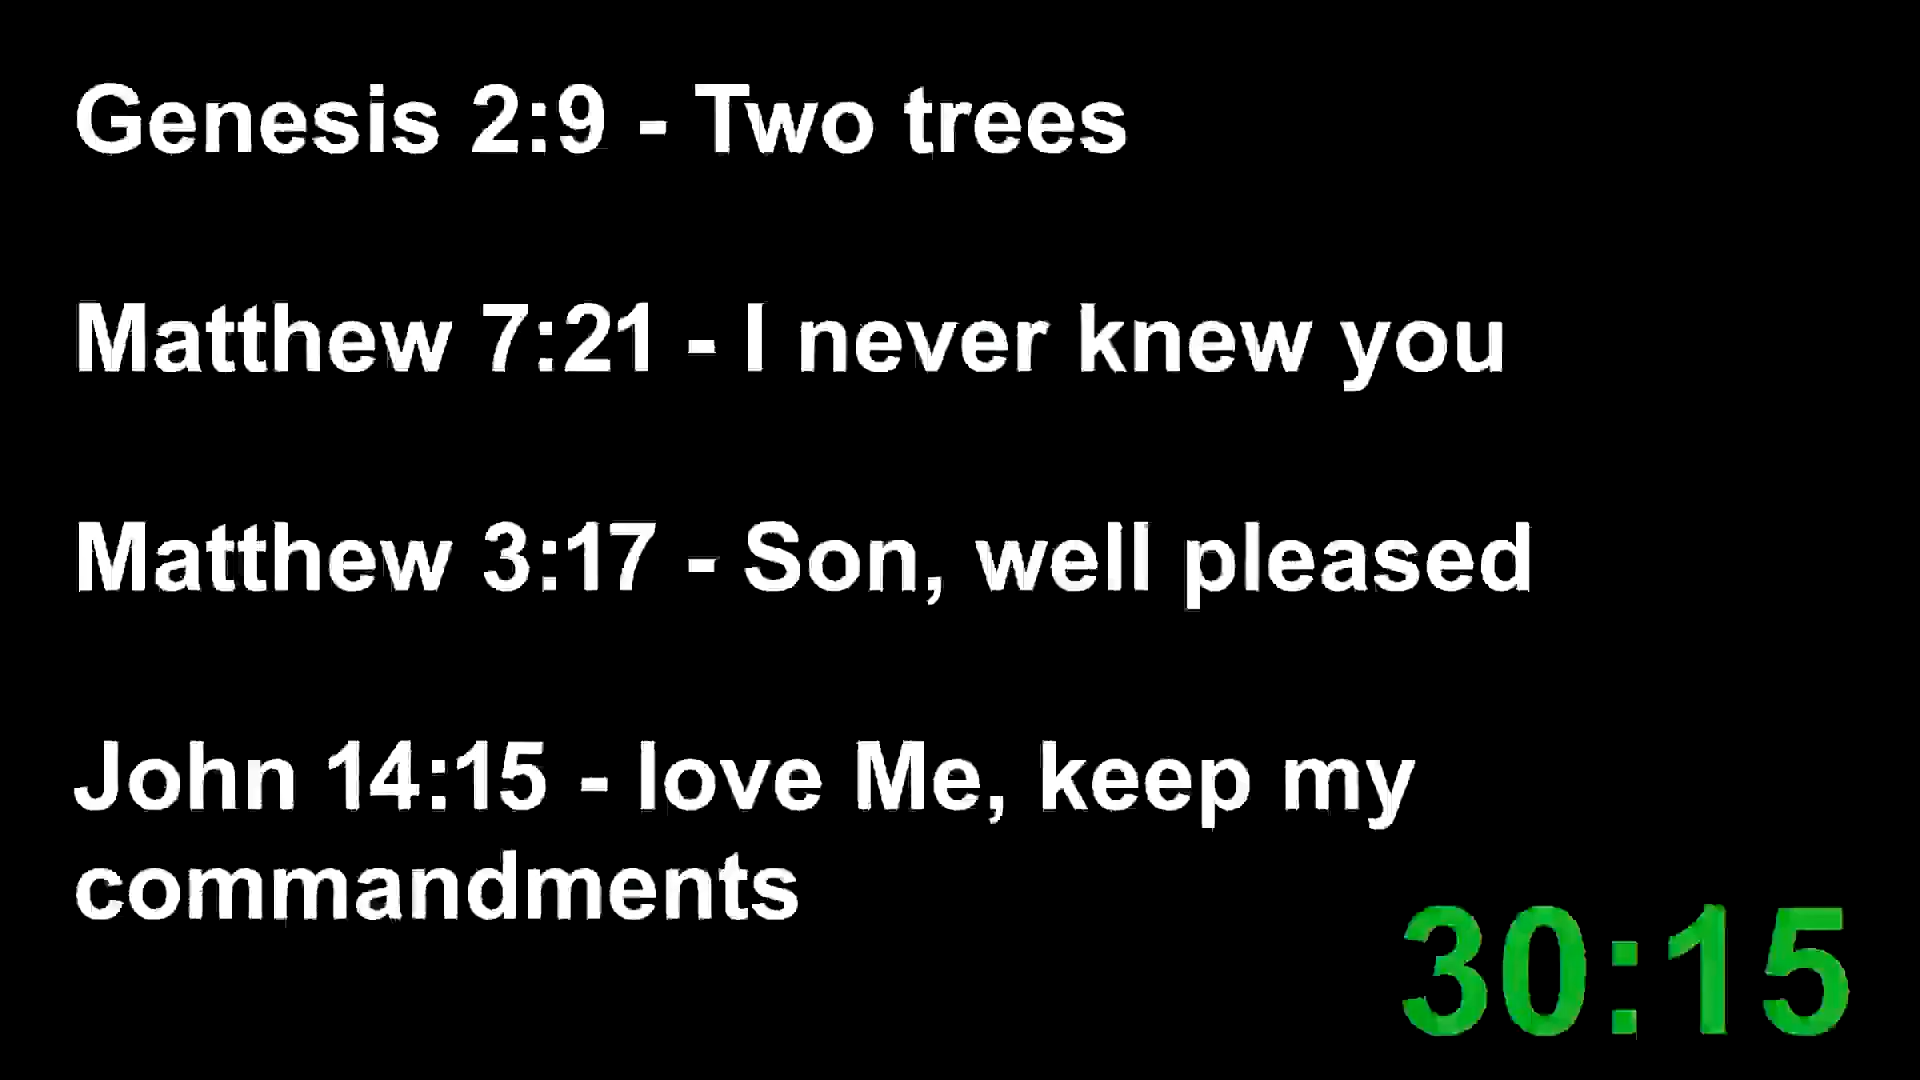 Genesis 2:9 - Two trees
Matthew 7:21 - I never knew you
Matthew 3:17 - Son, well pleased
John 14:15 - love Me, keep my
commandments
30:15